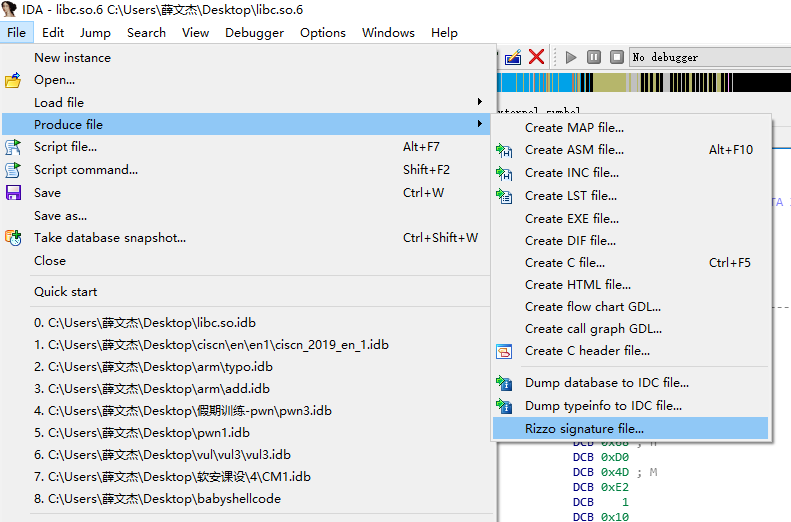 IDA - libc.so.6 C:\Users\薛文杰\Desktop\libc.so.6
File Edit Jump Search View Debugger Options Windows Help
New instance
Open...
No debugger
Load file
Produce file
Script file... Alt+F7
Script command... Shift+F2
Save Ctrl+W
Save as...
Take database snapshot... Ctrl+Shift+W
Close
Quick start
0. C:\Users\薛文杰\Desktop\libc.so.idb
1. C:\Users\薛文杰\Desktop\ciscn\en\en1\ciscn_2019_en_1.idb
2. C:\Users\薛文杰\Desktop\arm\typo.idb
3. C:\Users\薛文杰\Desktop\arm\add.idb
4. C:\Users\薛文杰\Desktop\假期训练-pwn\pwn3.idb
5. C:\Users\薛文杰\Desktop\pwn1.idb
6. C:\Users\薛文杰\Desktop\vul\vul3\vul3.idb
7. C:\Users\薛文杰\Desktop\软安课设\4\CM1.idb
8. C:\Users\薛文杰\Desktop\babyshellcode
Create MAP file...
Create ASM file... Alt+F10
Create INC file...
Create LST file...
Create EXE file...
Create DIF file...
Create C file... Ctrl+F5
Create HTML file...
Create flow chart GDL...
Create call graph GDL...
Create C header file...
Dump database to IDC file...
Dump typeinfo to IDC file...
Rizzo signature file...
DCB 0xD0
DCB 0x4D ; M
DCB 0xE2
DCB 1
DCB 0x10